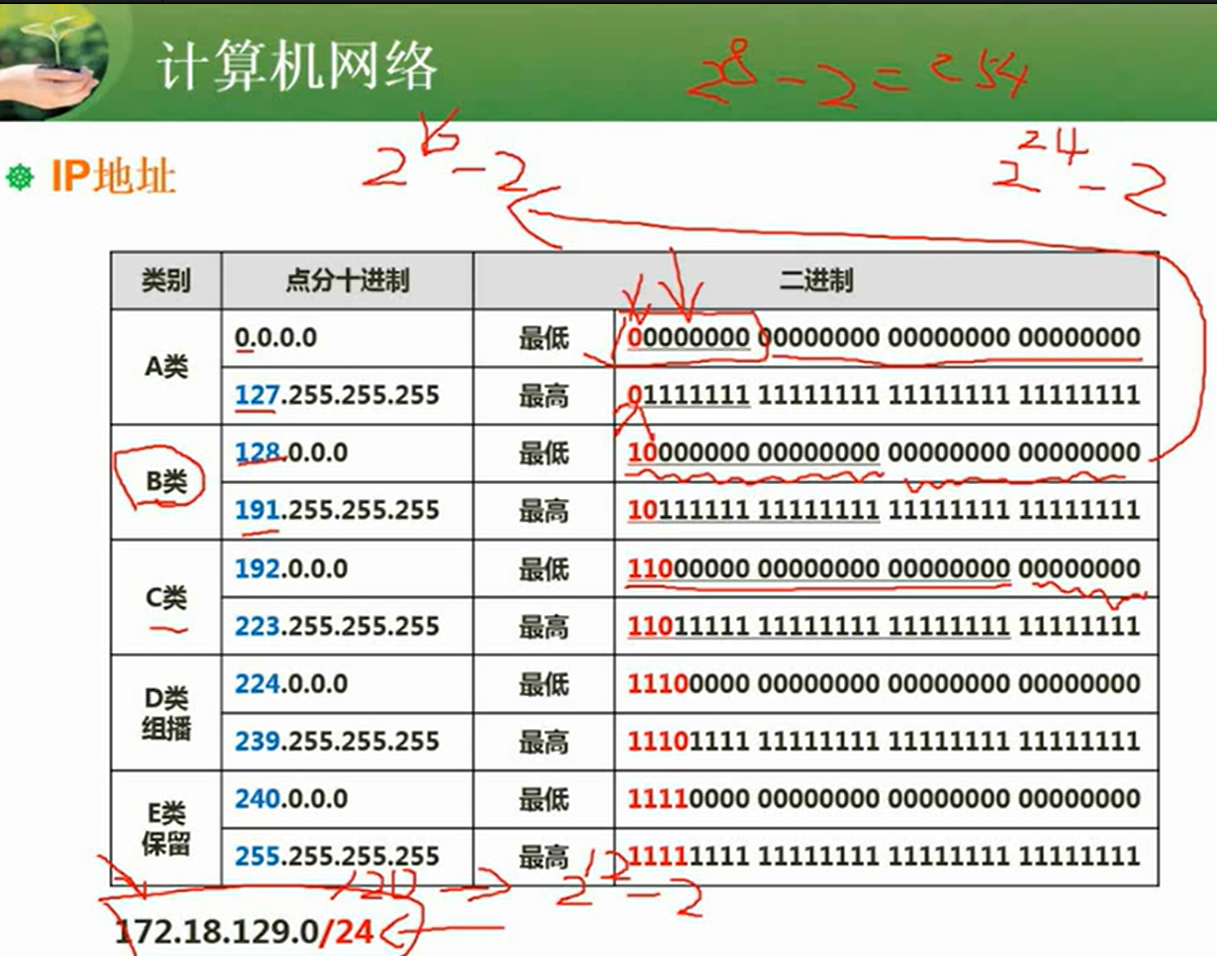 计算机网络 2^8-2=254
IP地址 2^16-2 2^24-2
类别 点分十进制 二进制
A类 0.0.0.0 最低 00000000 00000000 00000000 00000000
127.255.255.255 最高 01111111 11111111 11111111 11111111
B类 128.0.0.0 最低 10000000 00000000 00000000 00000000
191.255.255.255 最高 10111111 11111111 11111111 11111111
C类 192.0.0.0 最低 11000000 00000000 00000000 00000000
223.255.255.255 最高 11011111 11111111 11111111 11111111
D类
组播 224.0.0.0 最低 11100000 00000000 00000000 00000000
239.255.255.255 最高 11101111 11111111 11111111 11111111
E类
保留 240.0.0.0 最低 11110000 00000000 00000000 00000000
255.255.255.255 最高 11111111 11111111 11111111 11111111
/20 → 2^12-2
172.18.129.0/24